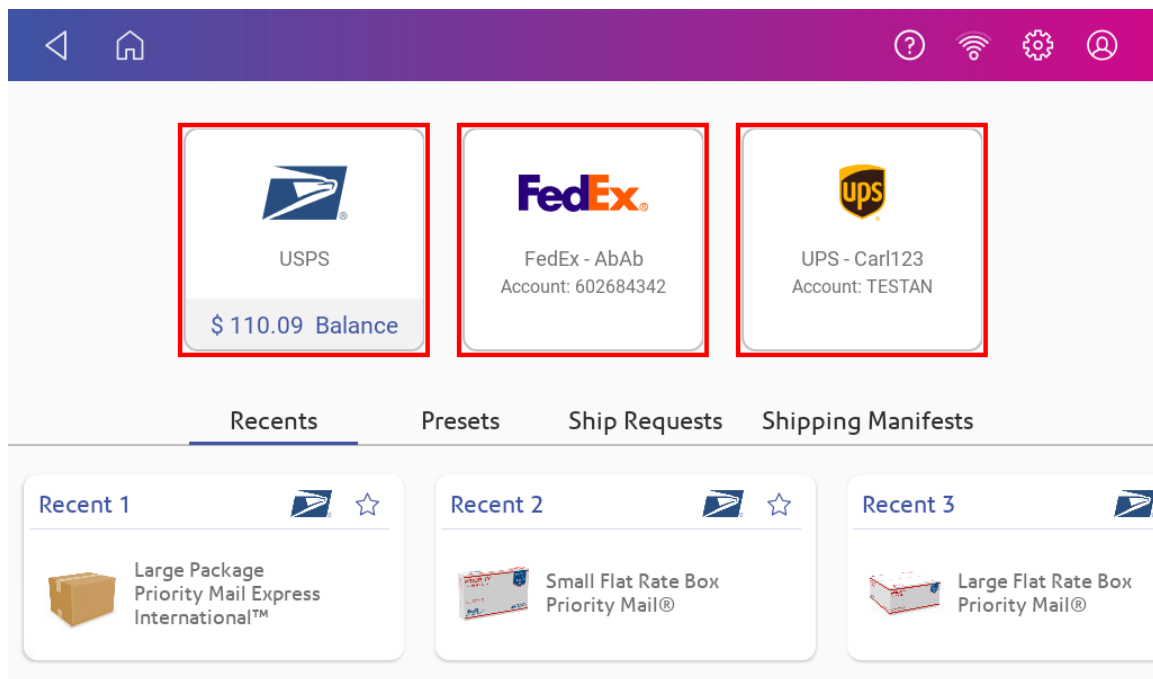 FedEx®
ups
USPS
FedEx - AbAb
UPS - Carl123
Account: 602684342
Account: TESTAN
$ 110.09 Balance
Recents
Presets
Ship Requests
Shipping Manifests
Recent 1
Recent 2
Recent 3
Large Package
Priority Mail Express
International™
Small Flat Rate Box
Priority Mail®
Large Flat Rate Box
Priority Mail®